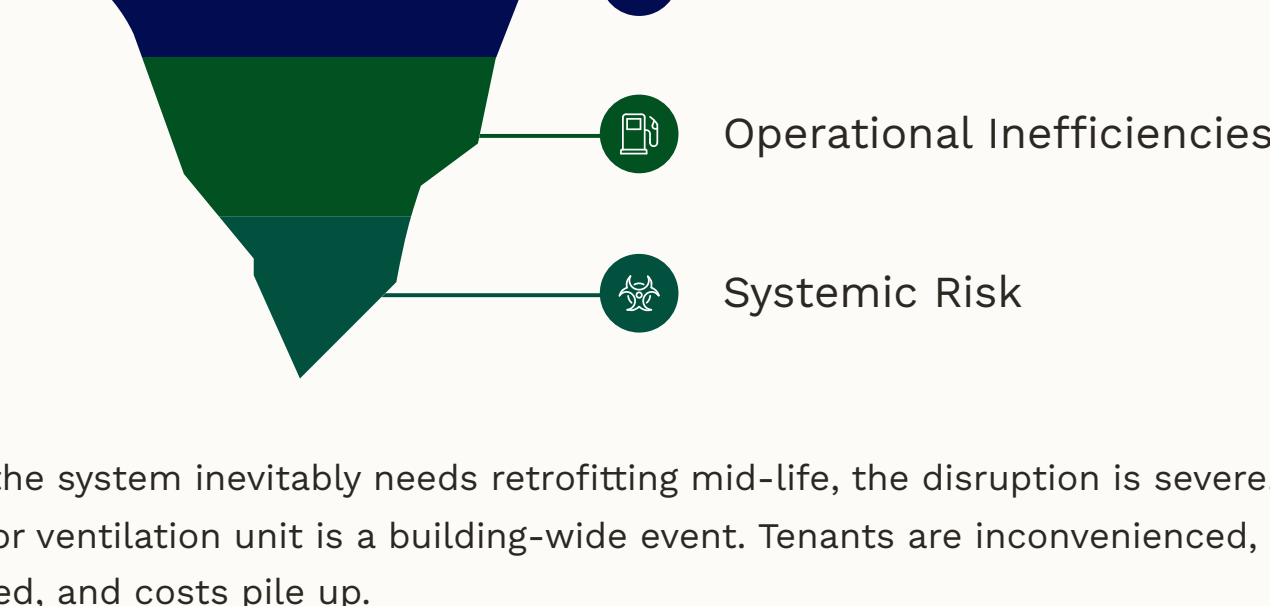 Operational Inefficiencies
Systemic Risk
the system inevitably needs retrofitting mid-life, the disruption is severe.
or ventilation unit is a building-wide event. Tenants are inconvenienced,
ed, and costs pile up.